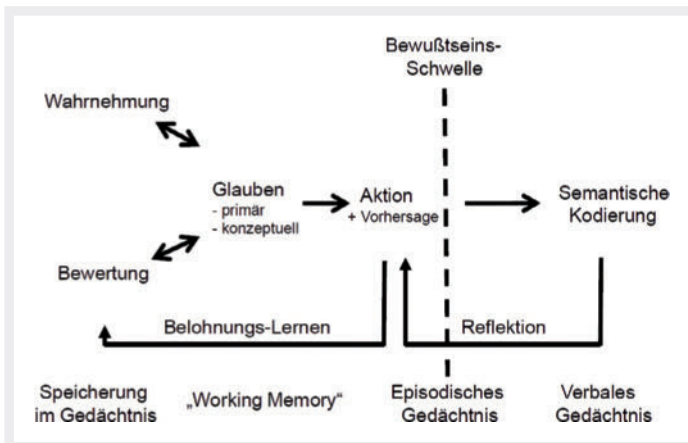 Bewußtseins-
Schwelle
Wahrnehmung
Glauben
- primär
- konzeptuell
Aktion
+ Vorhersage
Semantische
Kodierung
Bewertung
Belohnungs-Lernen
Reflektion
Speicherung
im Gedächtnis
„Working Memory“
Episodisches
Gedächtnis
Verbales
Gedächtnis